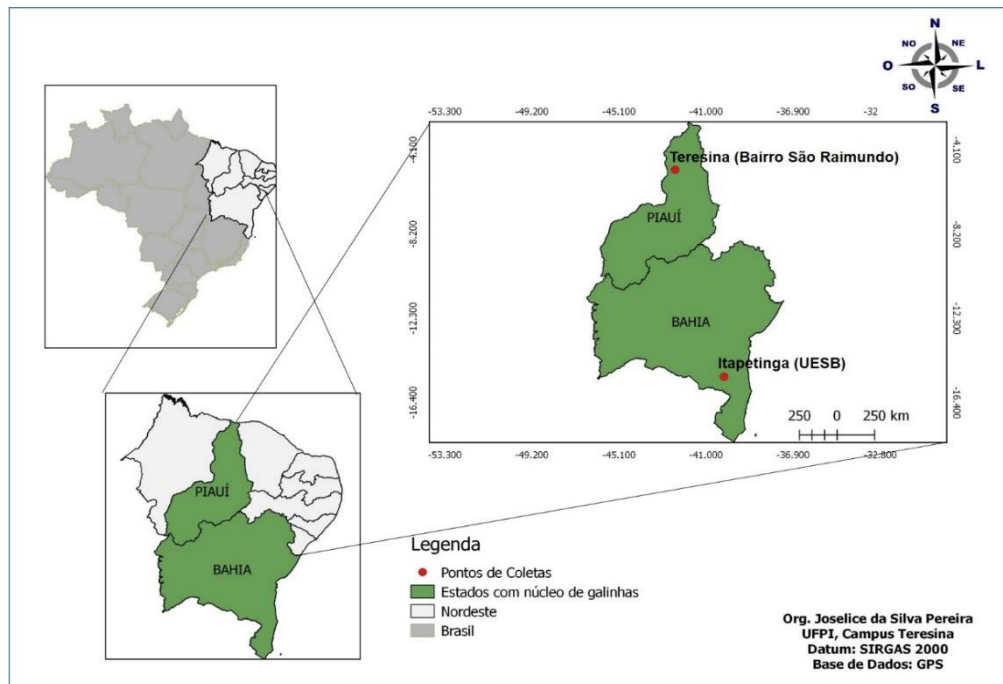 N
NO
NE
O
L
SO
SE
S
-53.300
-49.200
-45.100
-41.000
-36.900
-32
-4.100
-8.200
-12.300
-16.400
-4.100
-8.200
-12.300
-16.400
Teresina (Bairro São Raimundo)
PIAUÍ
BAHIA
Itapetinga (UESB)
250 0 250 km
-53.300
-49.200
-45.100
-41.000
-36.900
-32.800
PIAUÍ
BAHIA
Legenda
Pontos de Coletas
Estados com núcleo de galinhas
Nordeste
Brasil
Org. Joselice da Silva Pereira
UFPI, Campus Teresina
Datum: SIRGAS 2000
Base de Dados: GPS